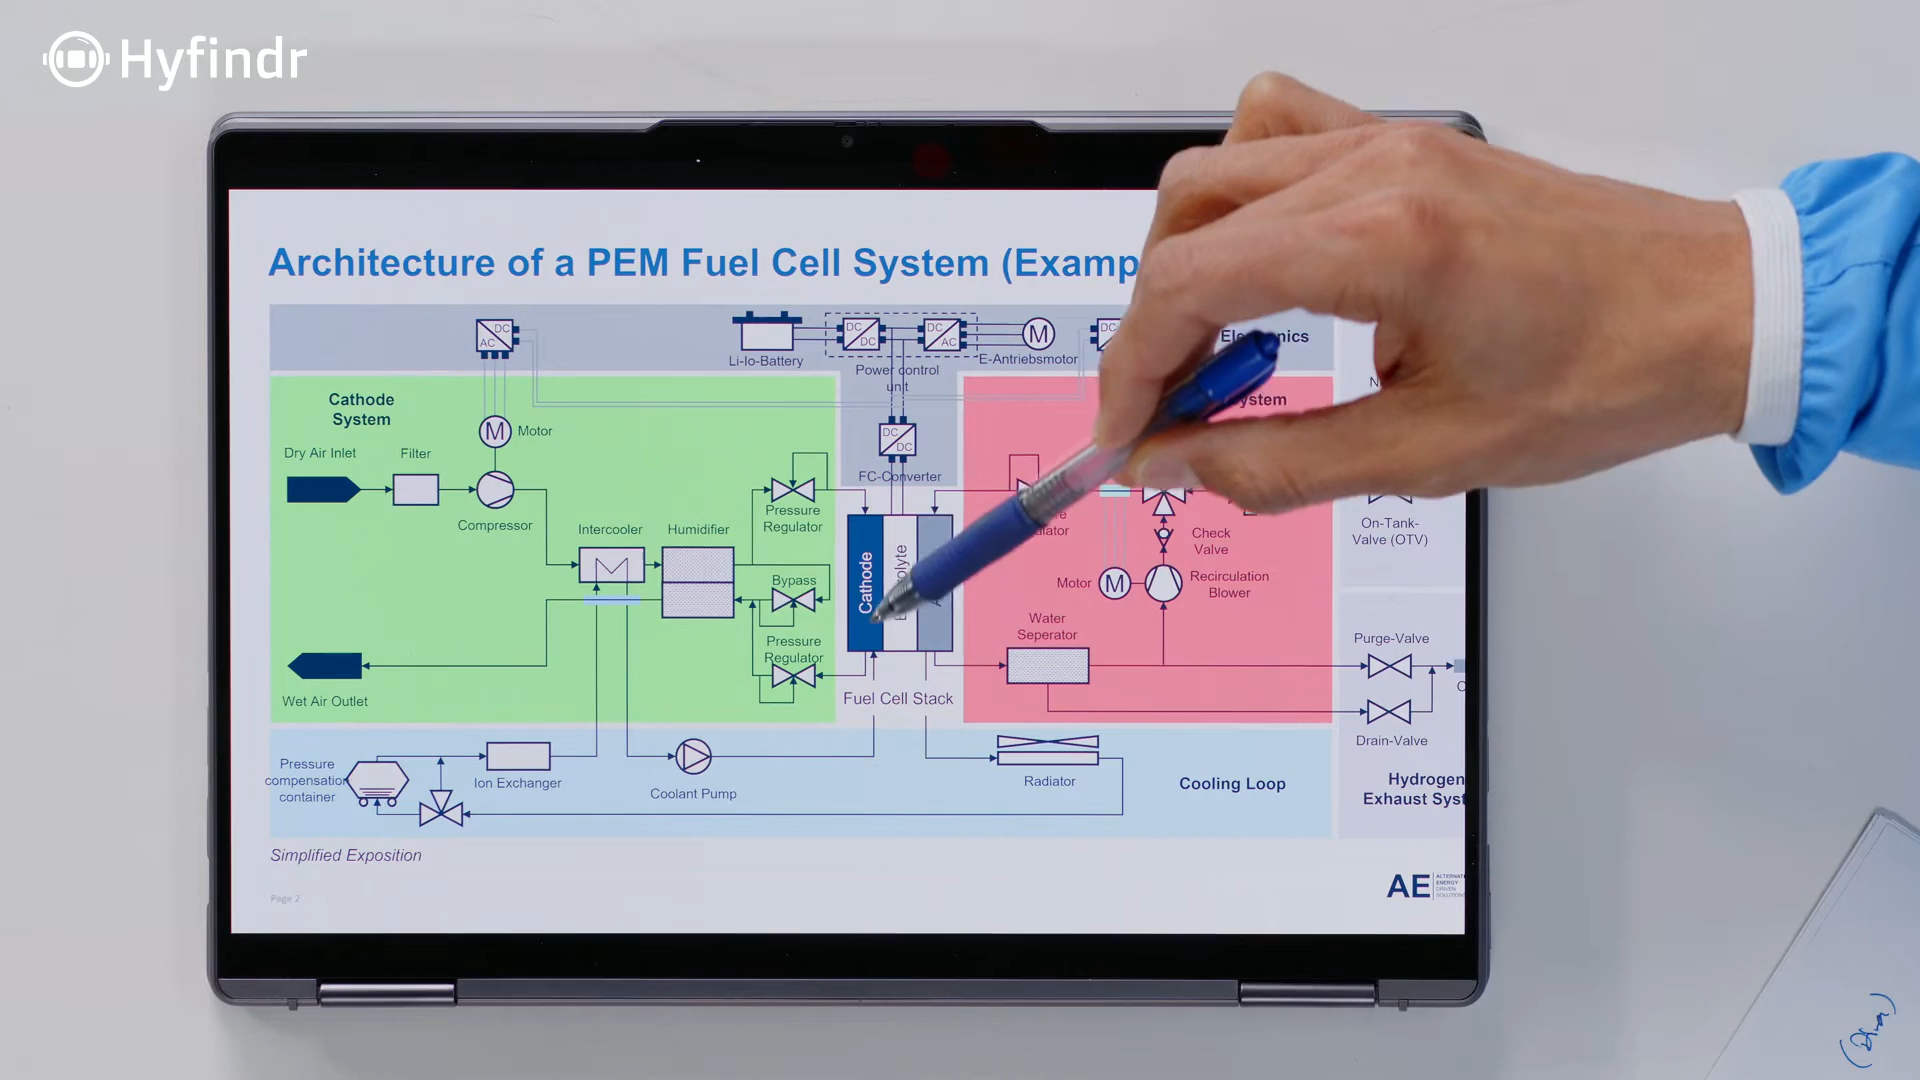 Hyfindr
Architecture of a PEM Fuel Cell System (Examp
DC
AC
Li-Io-Battery
DC
DC
DC
AC
M
E-Antriebsmotor
DC
Power control
unit
Cathode
System
M
Motor
Dry Air Inlet
Filter
Compressor
Intercooler
Humidifier
Pressure
Regulator
Bypass
Pressure
Regulator
Wet Air Outlet
DC
DC
FC-Converter
Cathode
Fuel Cell Stack
ystem
Check
Valve
Motor
M
Recirculation
Blower
Water
Seperator
On-Tank-
Valve (OTV)
Purge-Valve
Drain-Valve
Hydrogen
Exhaust Syst
Pressure
compensation
container
Ion Exchanger
Coolant Pump
Radiator
Cooling Loop
Simplified Exposition
Page 2
AE